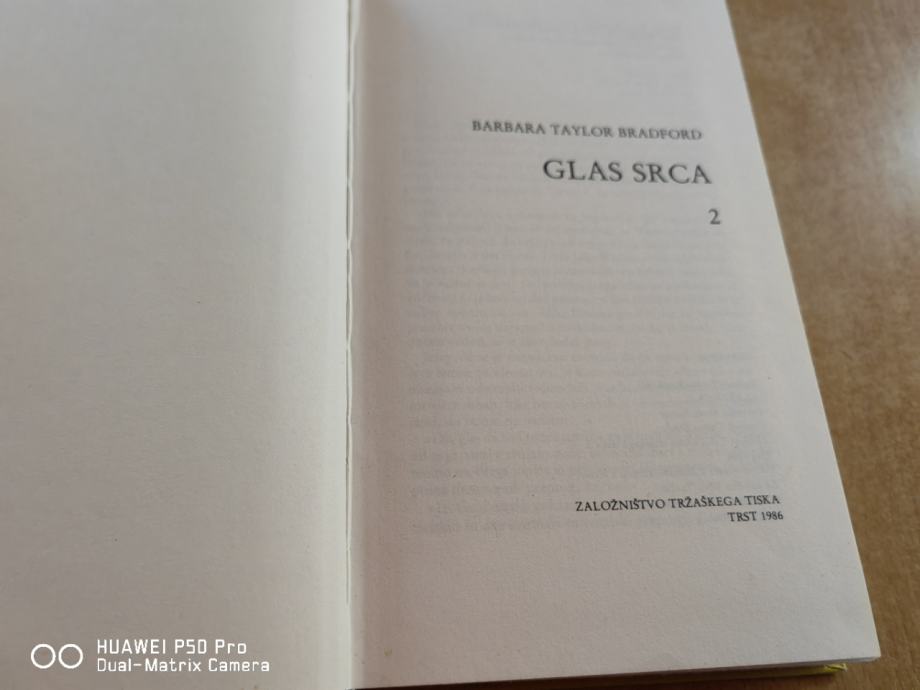 BARBARA TAYLOR BRADFORD
GLAS SRCA
2
ZALOŽNIŠTVO TRŽAŠKEGA TISKA
TRST 1986
HUAWEI P50 Pro
Dual-Matrix Camera